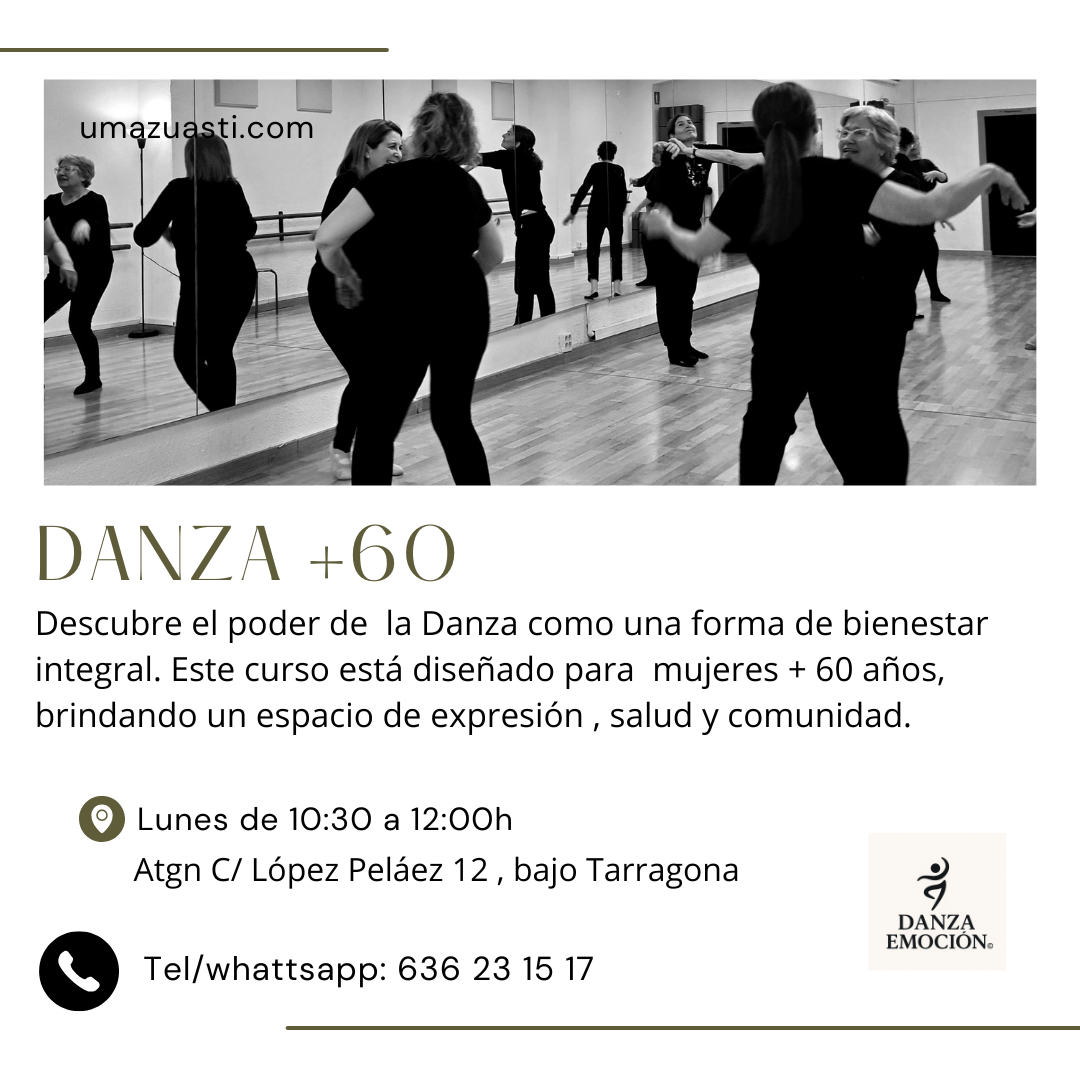 umazuasti.com
DANZA +60
Descubre el poder de  la Danza como una forma de bienestar
integral. Este curso está diseñado para  mujeres + 60 años,
brindando un espacio de expresión , salud y comunidad.
Lunes de 10:30 a 12:00h
Atgn C/ López Peláez 12 , bajo Tarragona
DANZA
EMOCIÓN©
Tel/whattsapp: 636 23 15 17